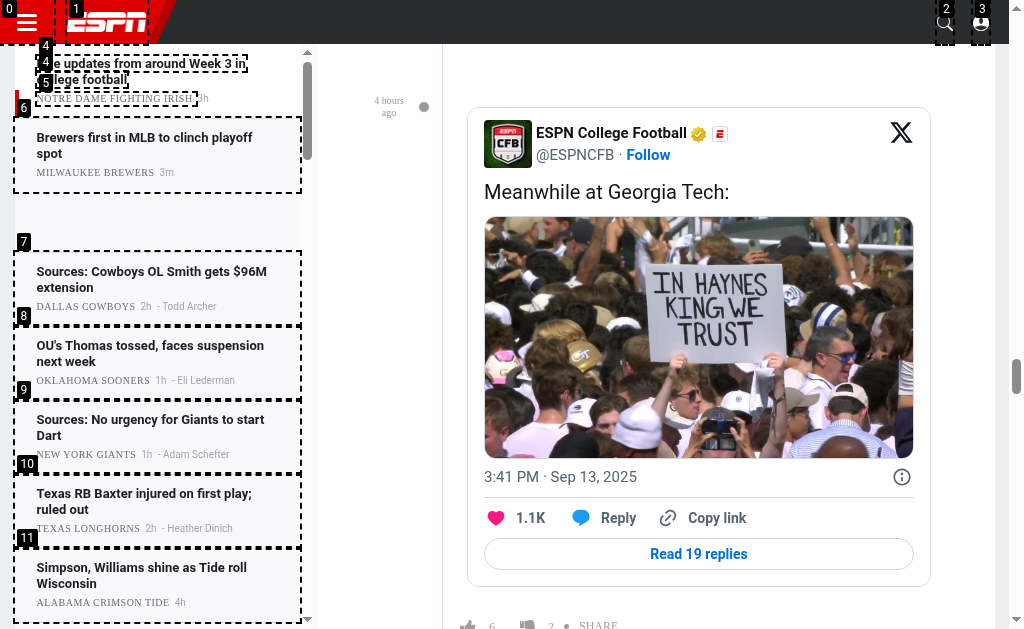 0
1
ESPN
2
3
4
4
updates from around Week 3 in
5
college football
NOTRE DAME FIGHTING IRISH 3h
6
Brewers first in MLB to clinch playoff
spot
MILWAUKEE BREWERS 3m
7
Sources: Cowboys OL Smith gets $96M
extension
DALLAS COWBOYS 2h - Todd Archer
8
OU's Thomas tossed, faces suspension
next week
OKLAHOMA SOONERS 1h - Eli Lederman
9
Sources: No urgency for Giants to start
Dart
NEW YORK GIANTS 1h - Adam Schefter
10
Texas RB Baxter injured on first play;
ruled out
TEXAS LONGHORNS 2h - Heather Dinich
11
Simpson, Williams shine as Tide roll
Wisconsin
ALABAMA CRIMSON TIDE 4h
4 hours
ago
ESPN
CFB
ESPN College Football E
@ESPNCFB · Follow
Meanwhile at Georgia Tech:
IN HAYNES
KING WE
TRUST
3:41 PM · Sep 13, 2025
1.1K Reply Copy link
Read 19 replies
6 2 • SHARE